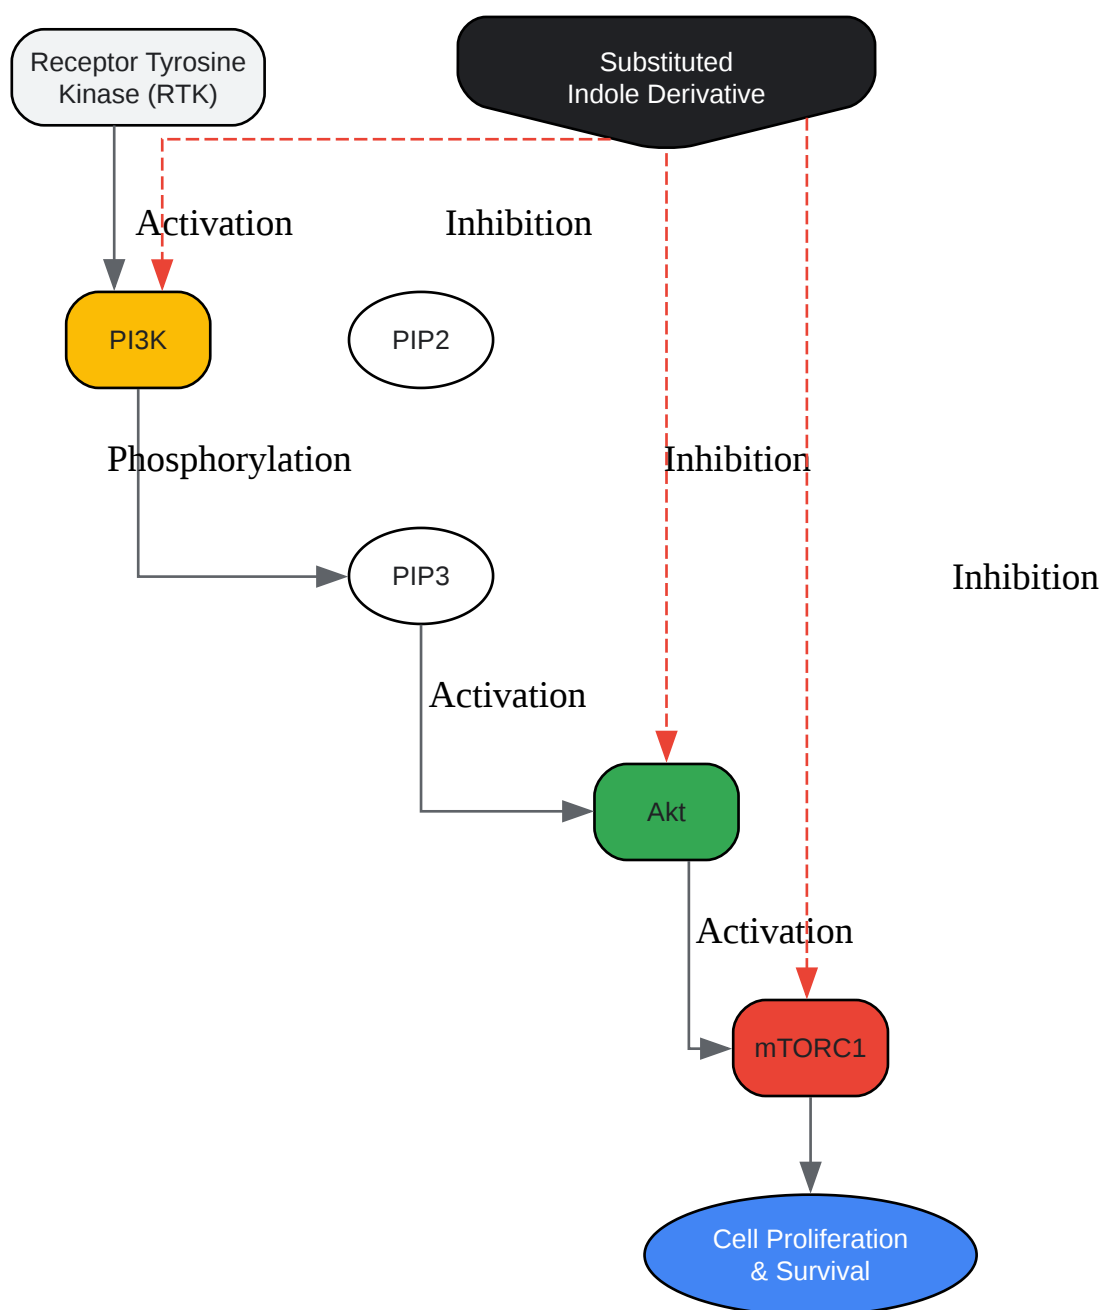 Receptor Tyrosine
Kinase (RTK)
Substituted
Indole Derivative
Activation
Inhibition
PI3K
PIP2
Phosphorylation
Inhibition
PIP3
Inhibition
Activation
Akt
Activation
mTORC1
Cell Proliferation
& Survival